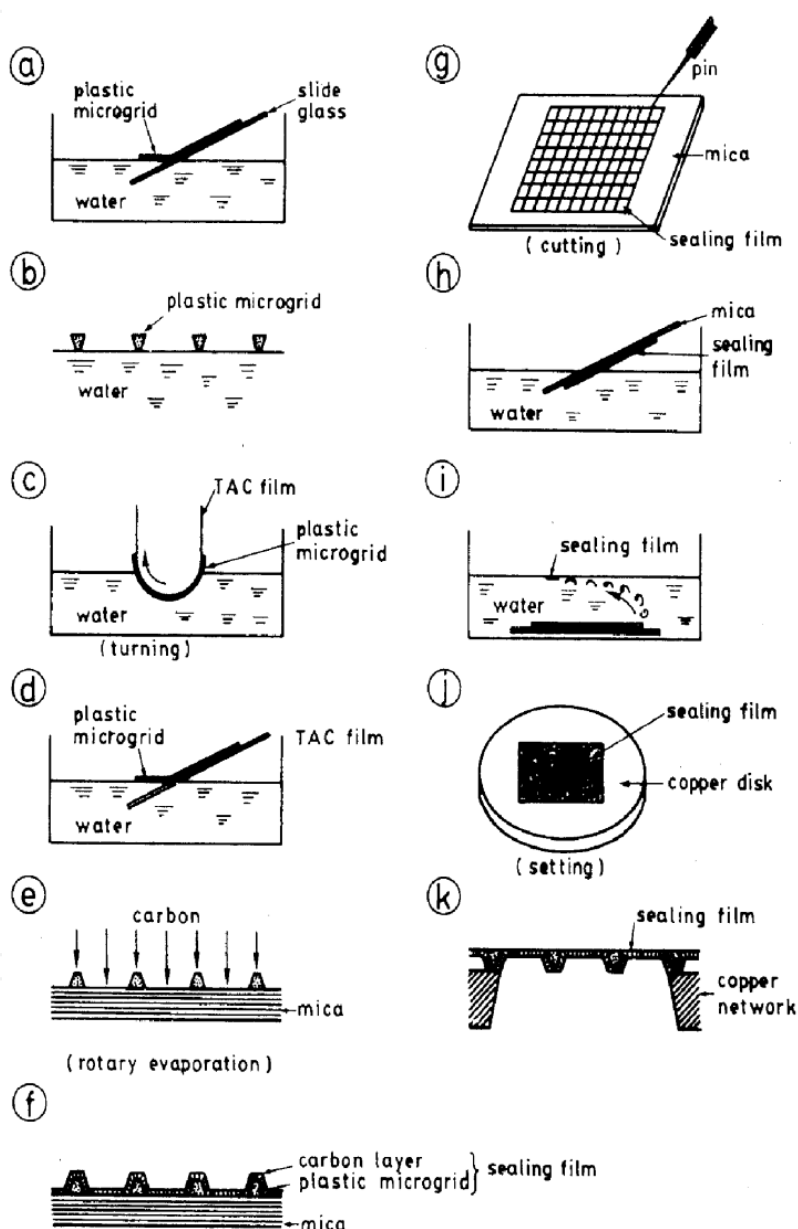 a
plastic
microgrid
slide
glass
water
b
plastic microgrid
water
c
TAC film
plastic
microgrid
water
(turning)
d
plastic
microgrid
TAC film
water
e
carbon
mica
(rotary evaporation)
f
carbon layer
plastic microgrid
sealing film
mica
g
pin
mica
sealing film
(cutting)
h
mica
sealing
film
water
i
sealing film
water
j
sealing film
copper disk
(setting)
k
sealing film
copper
network